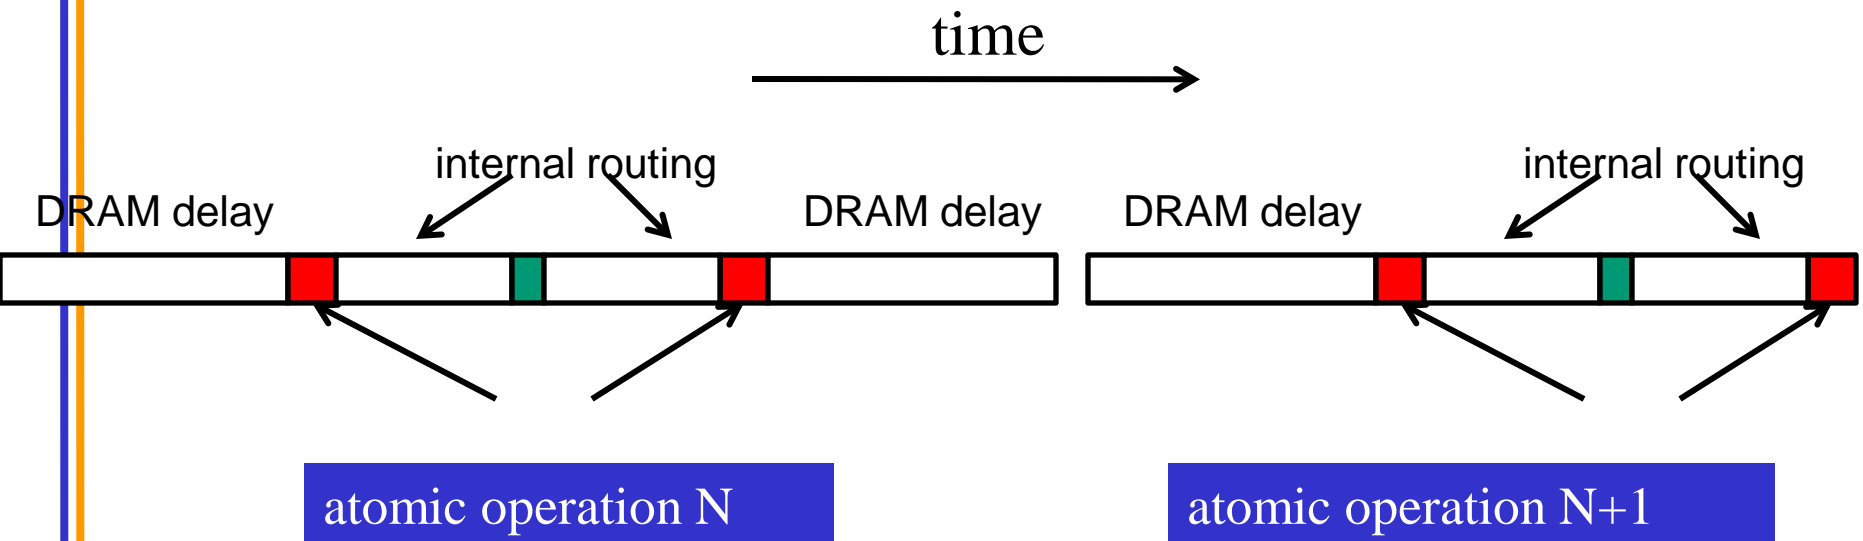 time
internal routing
internal routing
DRAM delay
DRAM delay
DRAM delay
atomic operation N
atomic operation N+1